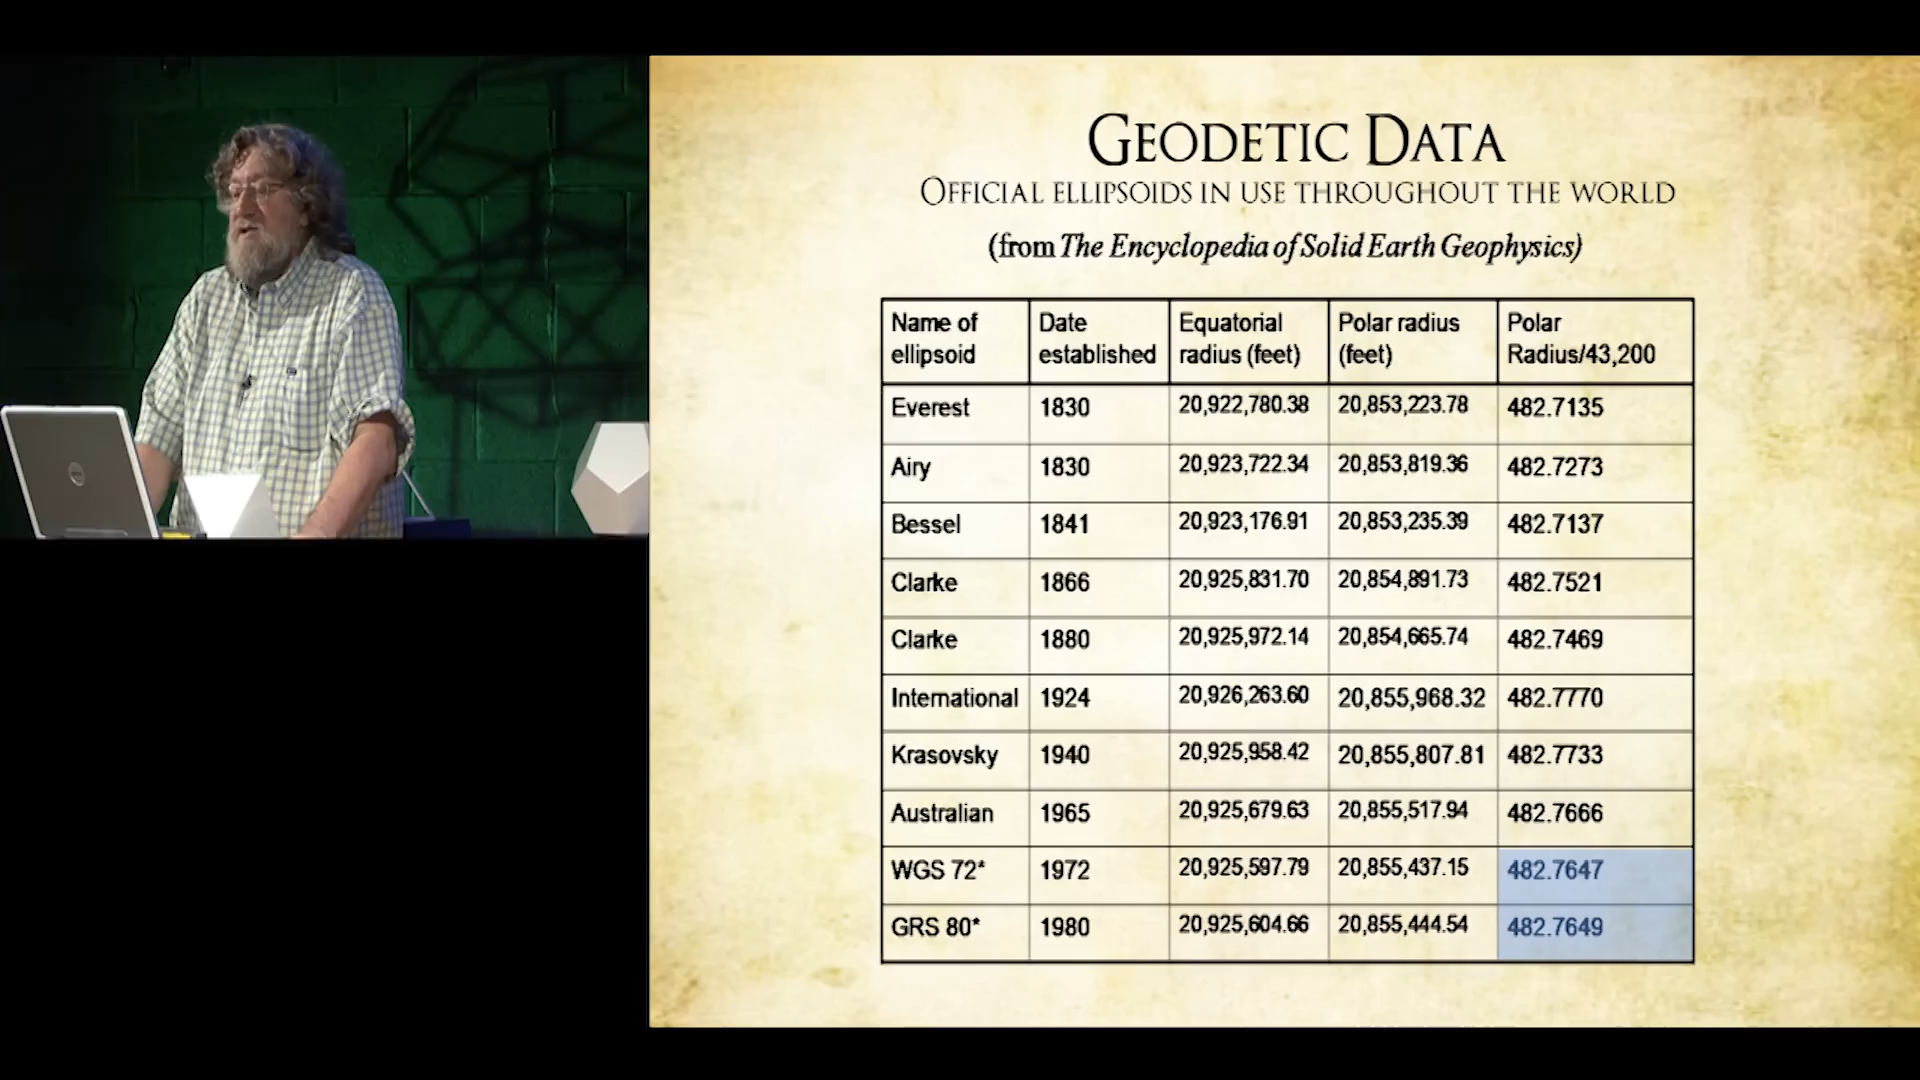 GEODETIC DATA
OFFICIAL ELLIPSOIDS IN USE THROUGHOUT THE WORLD
(from The Encyclopedia of Solid Earth Geophysics)
Name of ellipsoid Date established Equatorial radius (feet) Polar radius (feet) Polar Radius/43,200
Everest 1830 20,922,780.38 20,853,223.78 482.7135
Airy 1830 20,923,722.34 20,853,819.36 482.7273
Bessel 1841 20,923,176.91 20,853,235.39 482.7137
Clarke 1866 20,925,831.70 20,854,891.73 482.7521
Clarke 1880 20,925,972.14 20,854,665.74 482.7469
International 1924 20,926,263.60 20,855,968.32 482.7770
Krasovsky 1940 20,925,958.42 20,855,807.81 482.7733
Australian 1965 20,925,679.63 20,855,517.94 482.7666
WGS 72* 1972 20,925,597.79 20,855,437.15 482.7647
GRS 80* 1980 20,925,604.66 20,855,444.54 482.7649